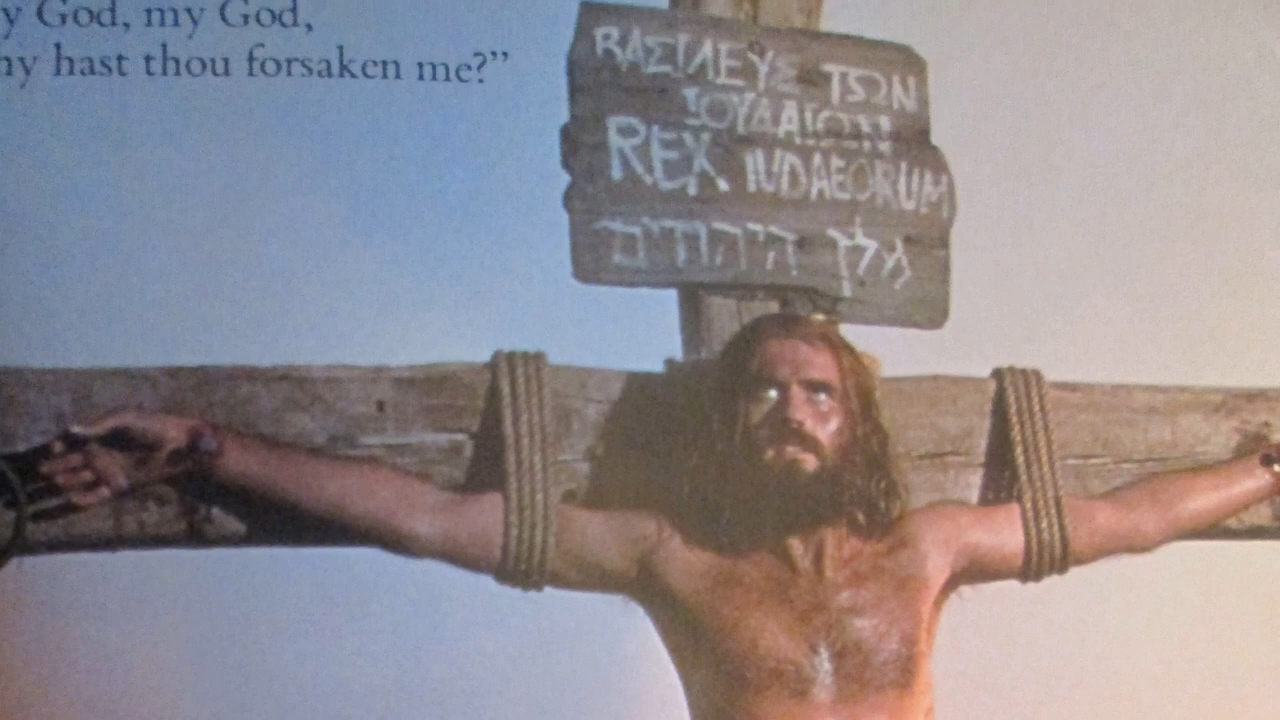 y God, my God,
hy hast thou forsaken me?”
ΒΑΣΙΛΕΥΣ ΤΩΝ
ΙΟΥΔΑΙΩΝ
REX IUDAEORUM
מלך היהודים